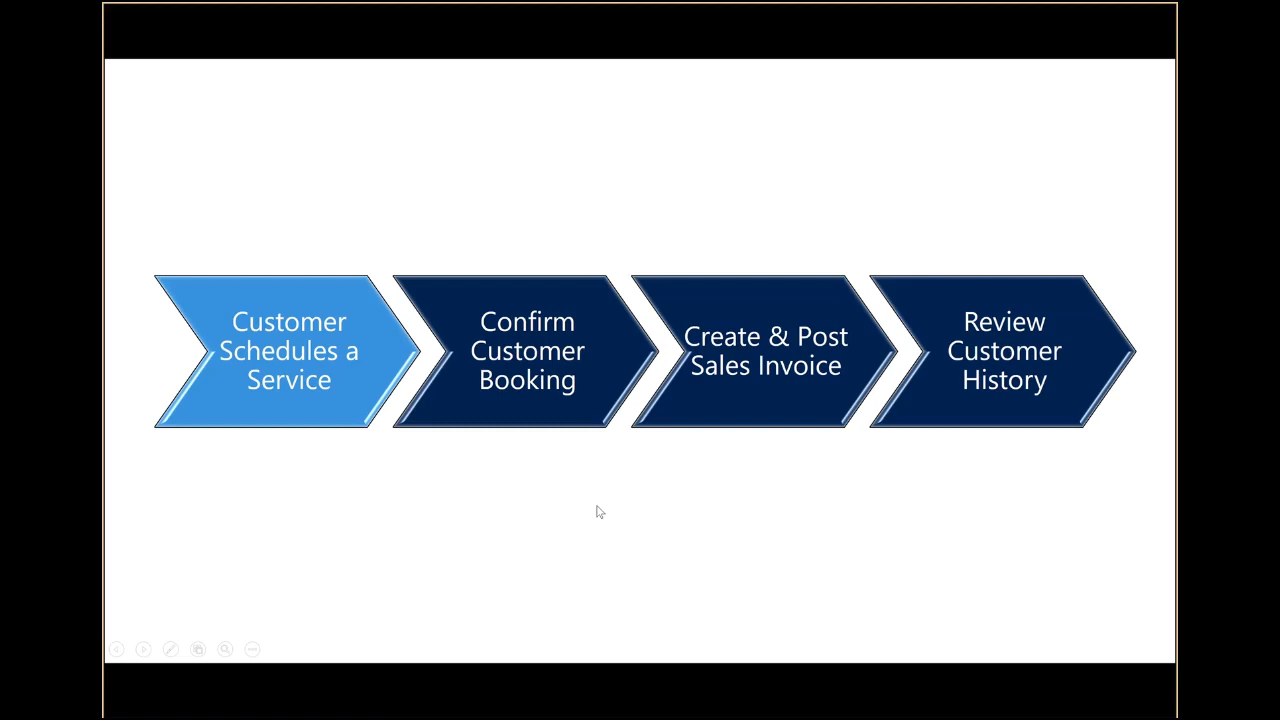 Customer
Schedules a
Service
Confirm
Customer
Booking
Create & Post
Sales Invoice
Review
Customer
History